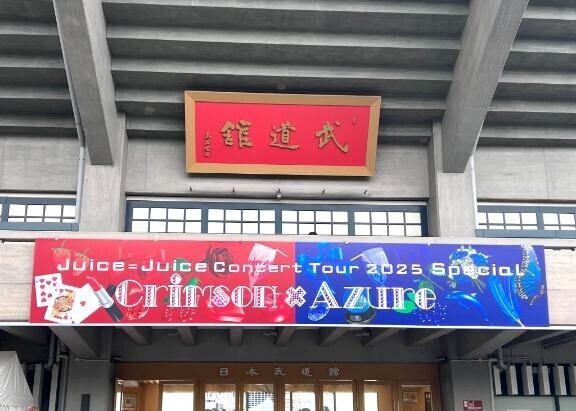 武道館
Juice=Juice Concert Tour 2025 Special
Crimson×Azure
日本武道館